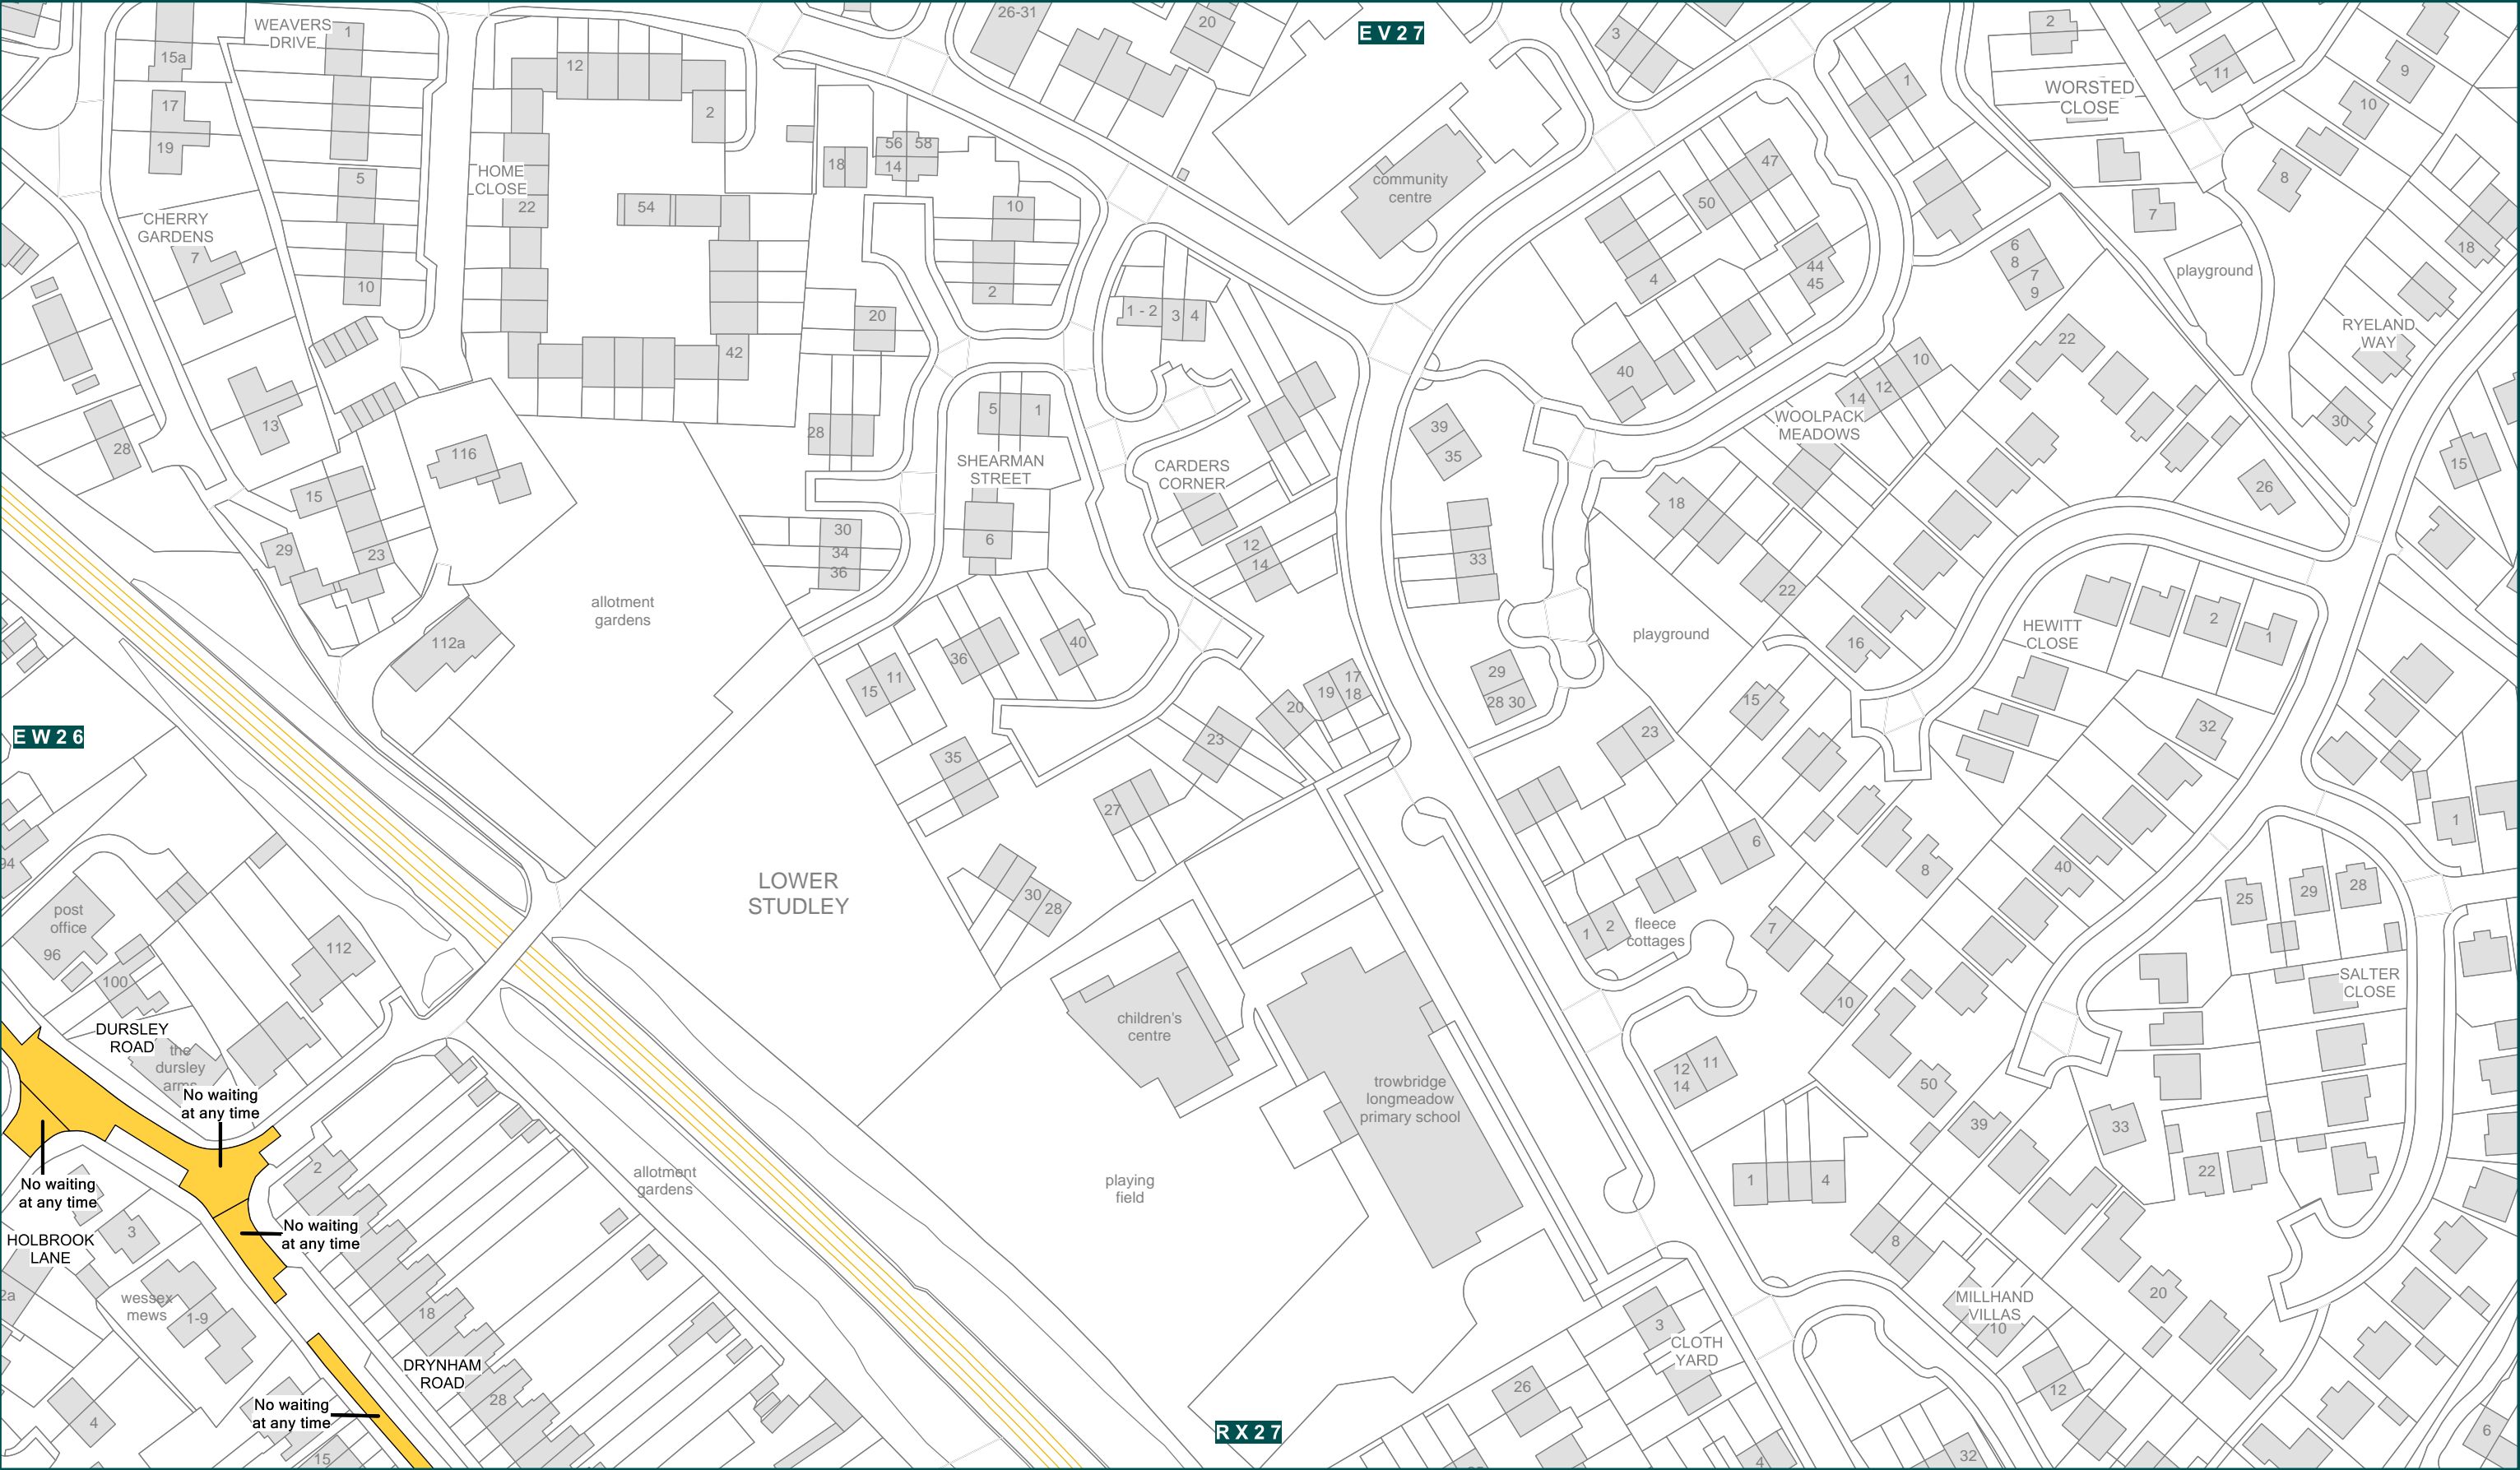 WEAVERS
DRIVE
1
15a
17
19
5
10
CHERRY
GARDENS
7
13
28
15
29
23
116
112a
HOME
CLOSE
12
2
22
54
42
18
56
58
14
10
2
20
28
26-31
20
EV27
community
centre
3
1
47
50
4
44
45
40
2
WORSTED
CLOSE
11
9
10
8
7
6
8
7
9
playground
18
RYELAND
WAY
30
15
22
26
1 - 2
3
4
5
1
SHEARMAN
STREET
6
30
34
36
CARDERS
CORNER
12
14
39
35
33
10
12
14
WOOLPACK
MEADOWS
18
22
16
playground
HEWITT
CLOSE
2
1
32
allotment
gardens
15
11
36
40
35
27
23
20
19
17
18
29
28 30
23
15
30
28
LOWER
STUDLEY
EW26
94
post
office
96
100
112
DURSLEY
ROAD
the
dursley
arms
No waiting
at any time
No waiting
at any time
No waiting
at any time
HOLBROOK
LANE
2a
3
2
wessex
mews
1-9
18
4
DRYNHAM
ROAD
28
No waiting
at any time
15
allotment
gardens
children's
centre
playing
field
trowbridge
longmeadow
primary school
6
1
2
fleece
cottages
7
10
8
40
12
14
11
50
39
33
1
4
8
MILLHAND
VILLAS
10
20
12
22
25
29
28
1
SALTER
CLOSE
3
CLOTH
YARD
26
4
32
6
RX27